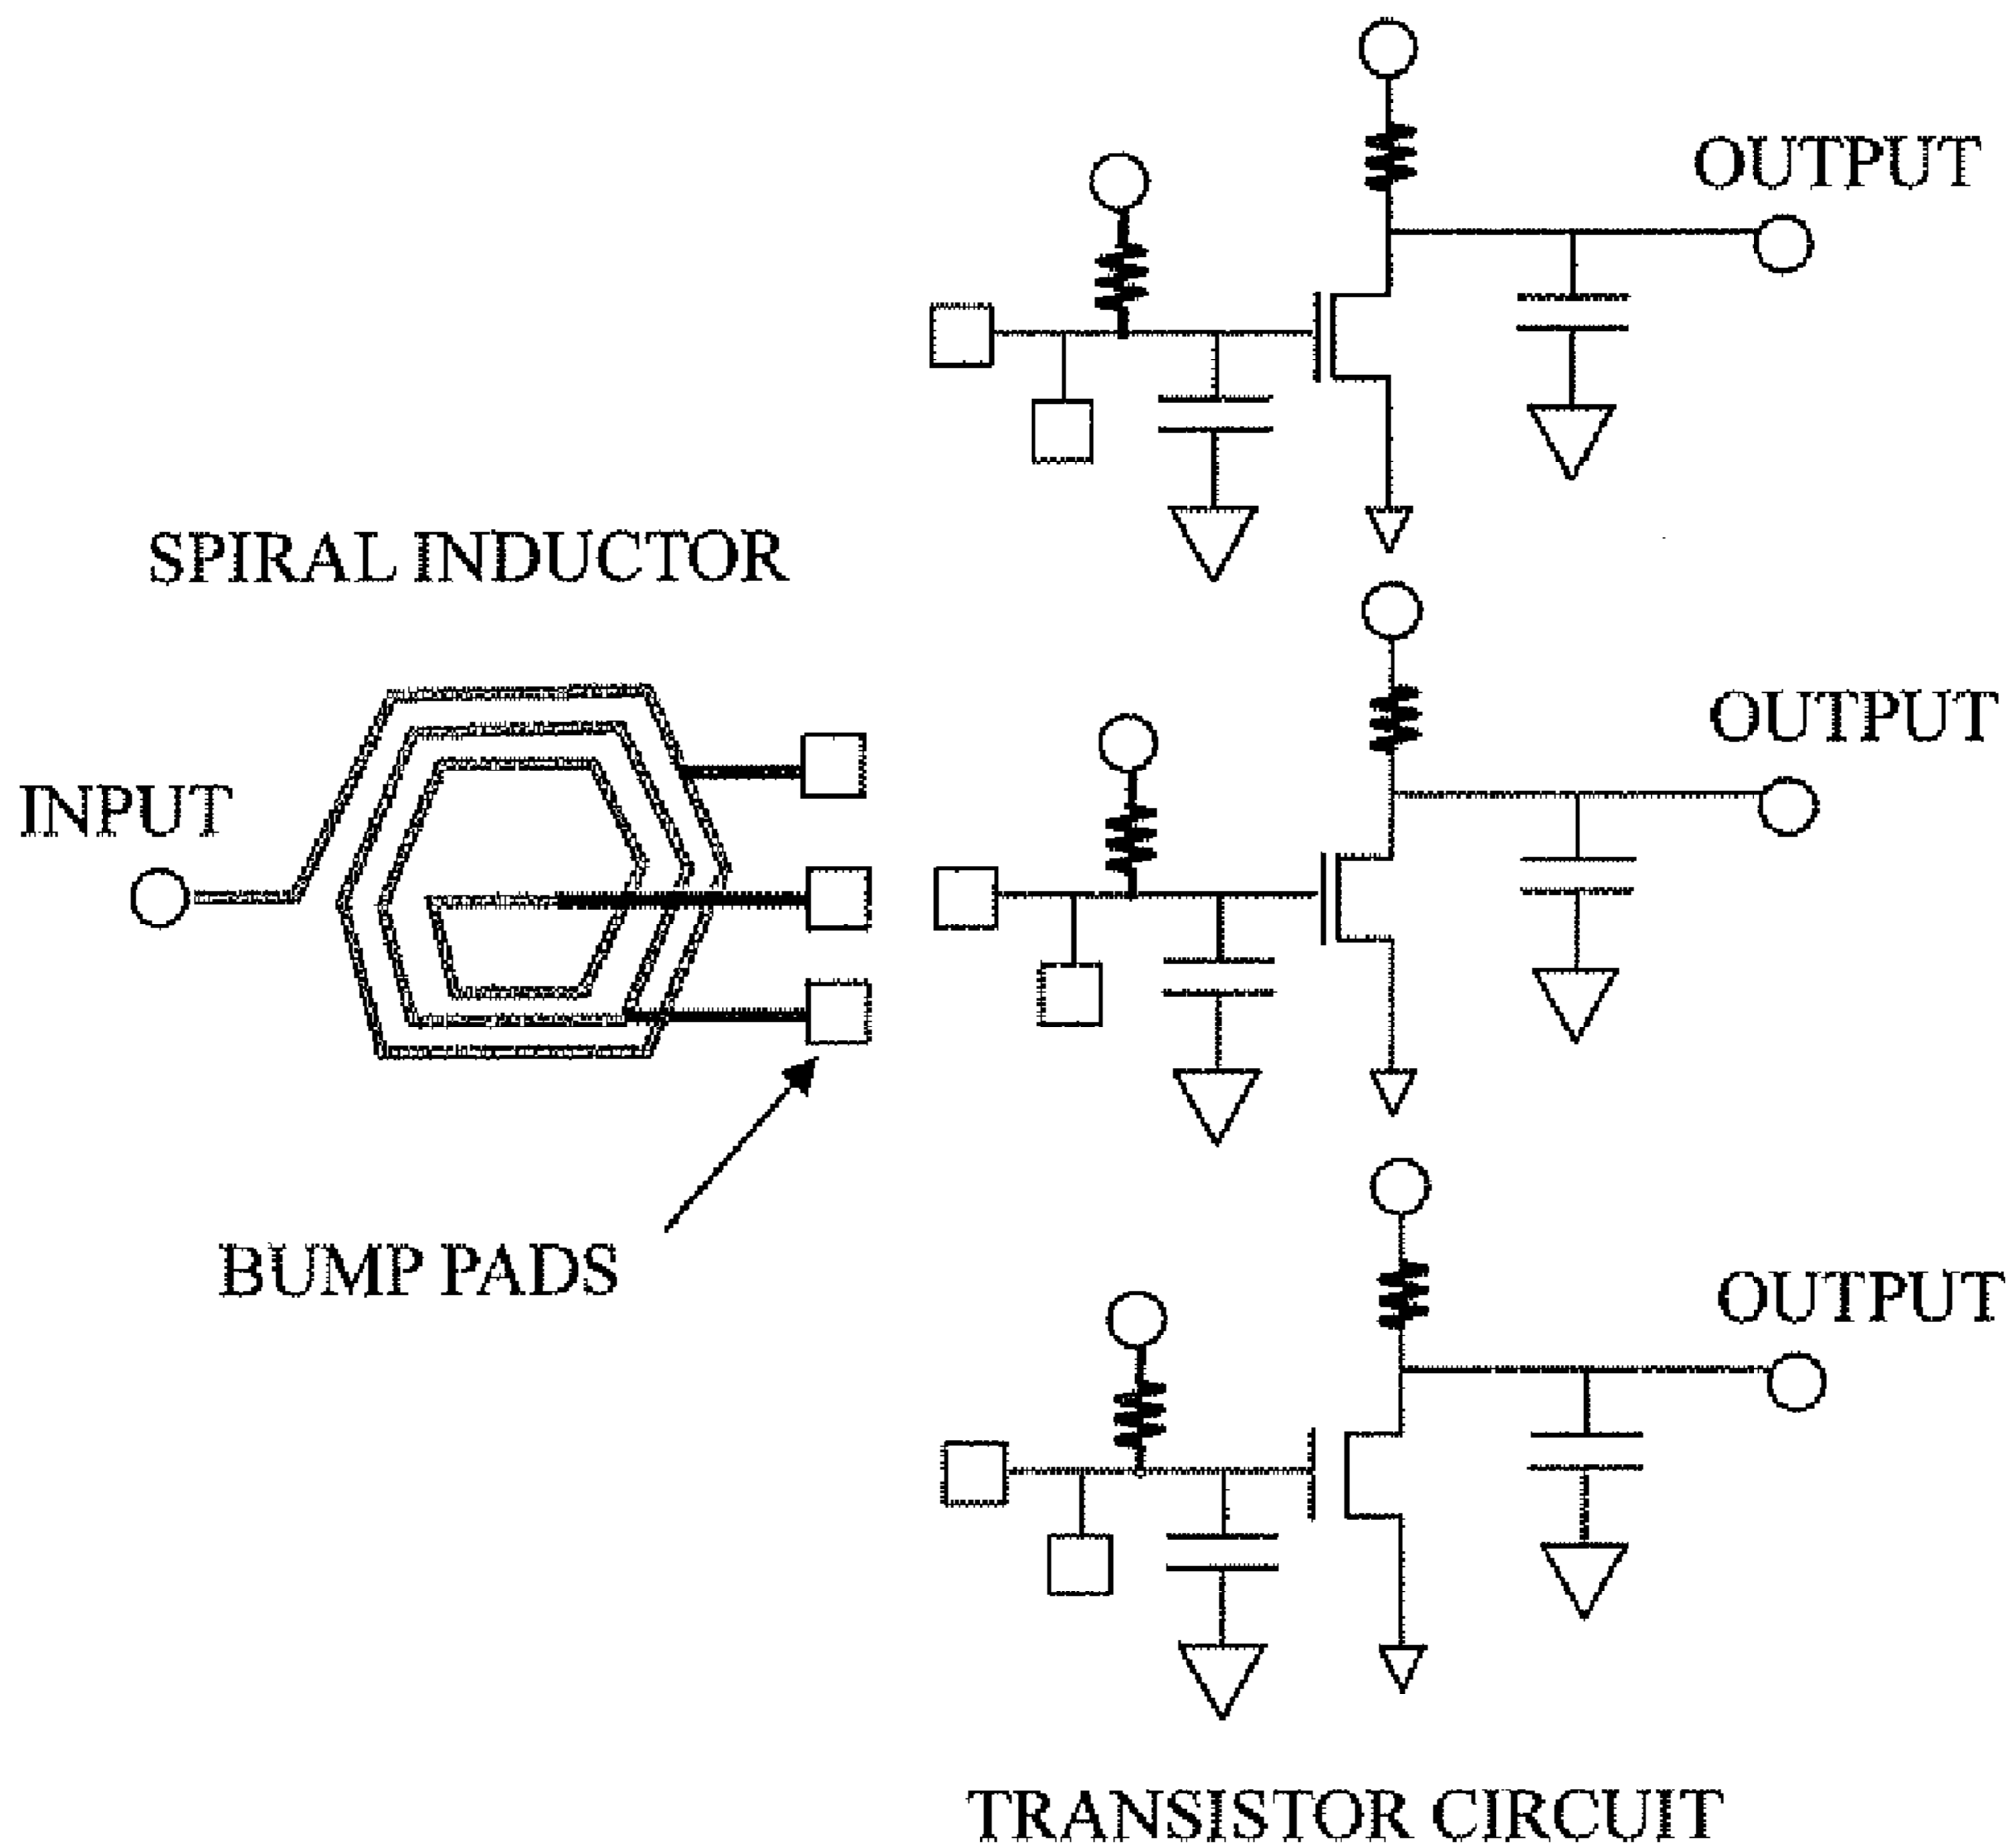 OUTPUT
SPIRAL INDUCTOR
OUTPUT
INPUT
BUMP PADS
OUTPUT
TRANSISTOR CIRCUIT